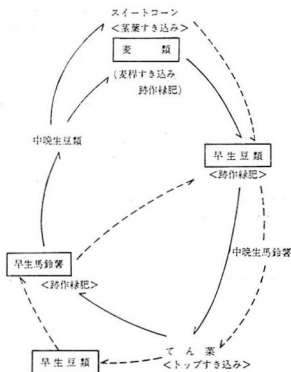 スイートコーン
<茎葉すき込み>
麦 類
(麦稈すき込み
跡作緑肥)
中晩生豆類
早生豆類
<跡作緑肥>
中晩生馬鈴薯
早生馬鈴薯
<跡作緑肥>
てん菜
<トップすき込み>
早生豆類